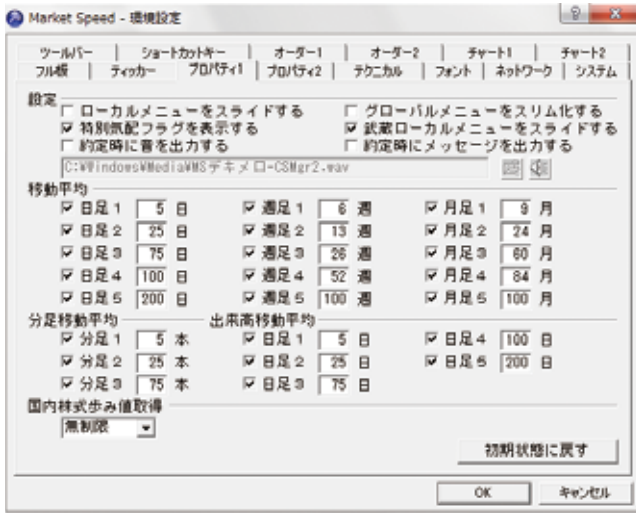 Market Speed - 環境設定
ツールバー ショートカットキー オーダー1 オーダー2 チャート1 チャート2
フル板 ティッカー プロパティ1 プロパティ2 テクニカル フォント ネットワーク システム
設定
ローカルメニューをスライドする グローバルメニューをスリム化する
特別気配フラグを表示する 武蔵ローカルメニューをスライドする
約定時に音を出力する 約定時にメッセージを出力する
C:¥Windows¥Media¥MSデキメロ-CSMgr2.wav
移動平均
日足1 5 日 週足1 6 週 月足1 9 月
日足2 25 日 週足2 13 週 月足2 24 月
日足3 75 日 週足3 26 週 月足3 60 月
日足4 100 日 週足4 52 週 月足4 84 月
日足5 200 日 週足5 100 週 月足5 100 月
分足移動平均 出来高移動平均
分足1 5 本 日足1 5 日 日足4 100 日
分足2 25 本 日足2 25 日 日足5 200 日
分足3 75 本 日足3 75 日
国内株式歩み値取得
無制限
初期状態に戻す
OK キャンセル